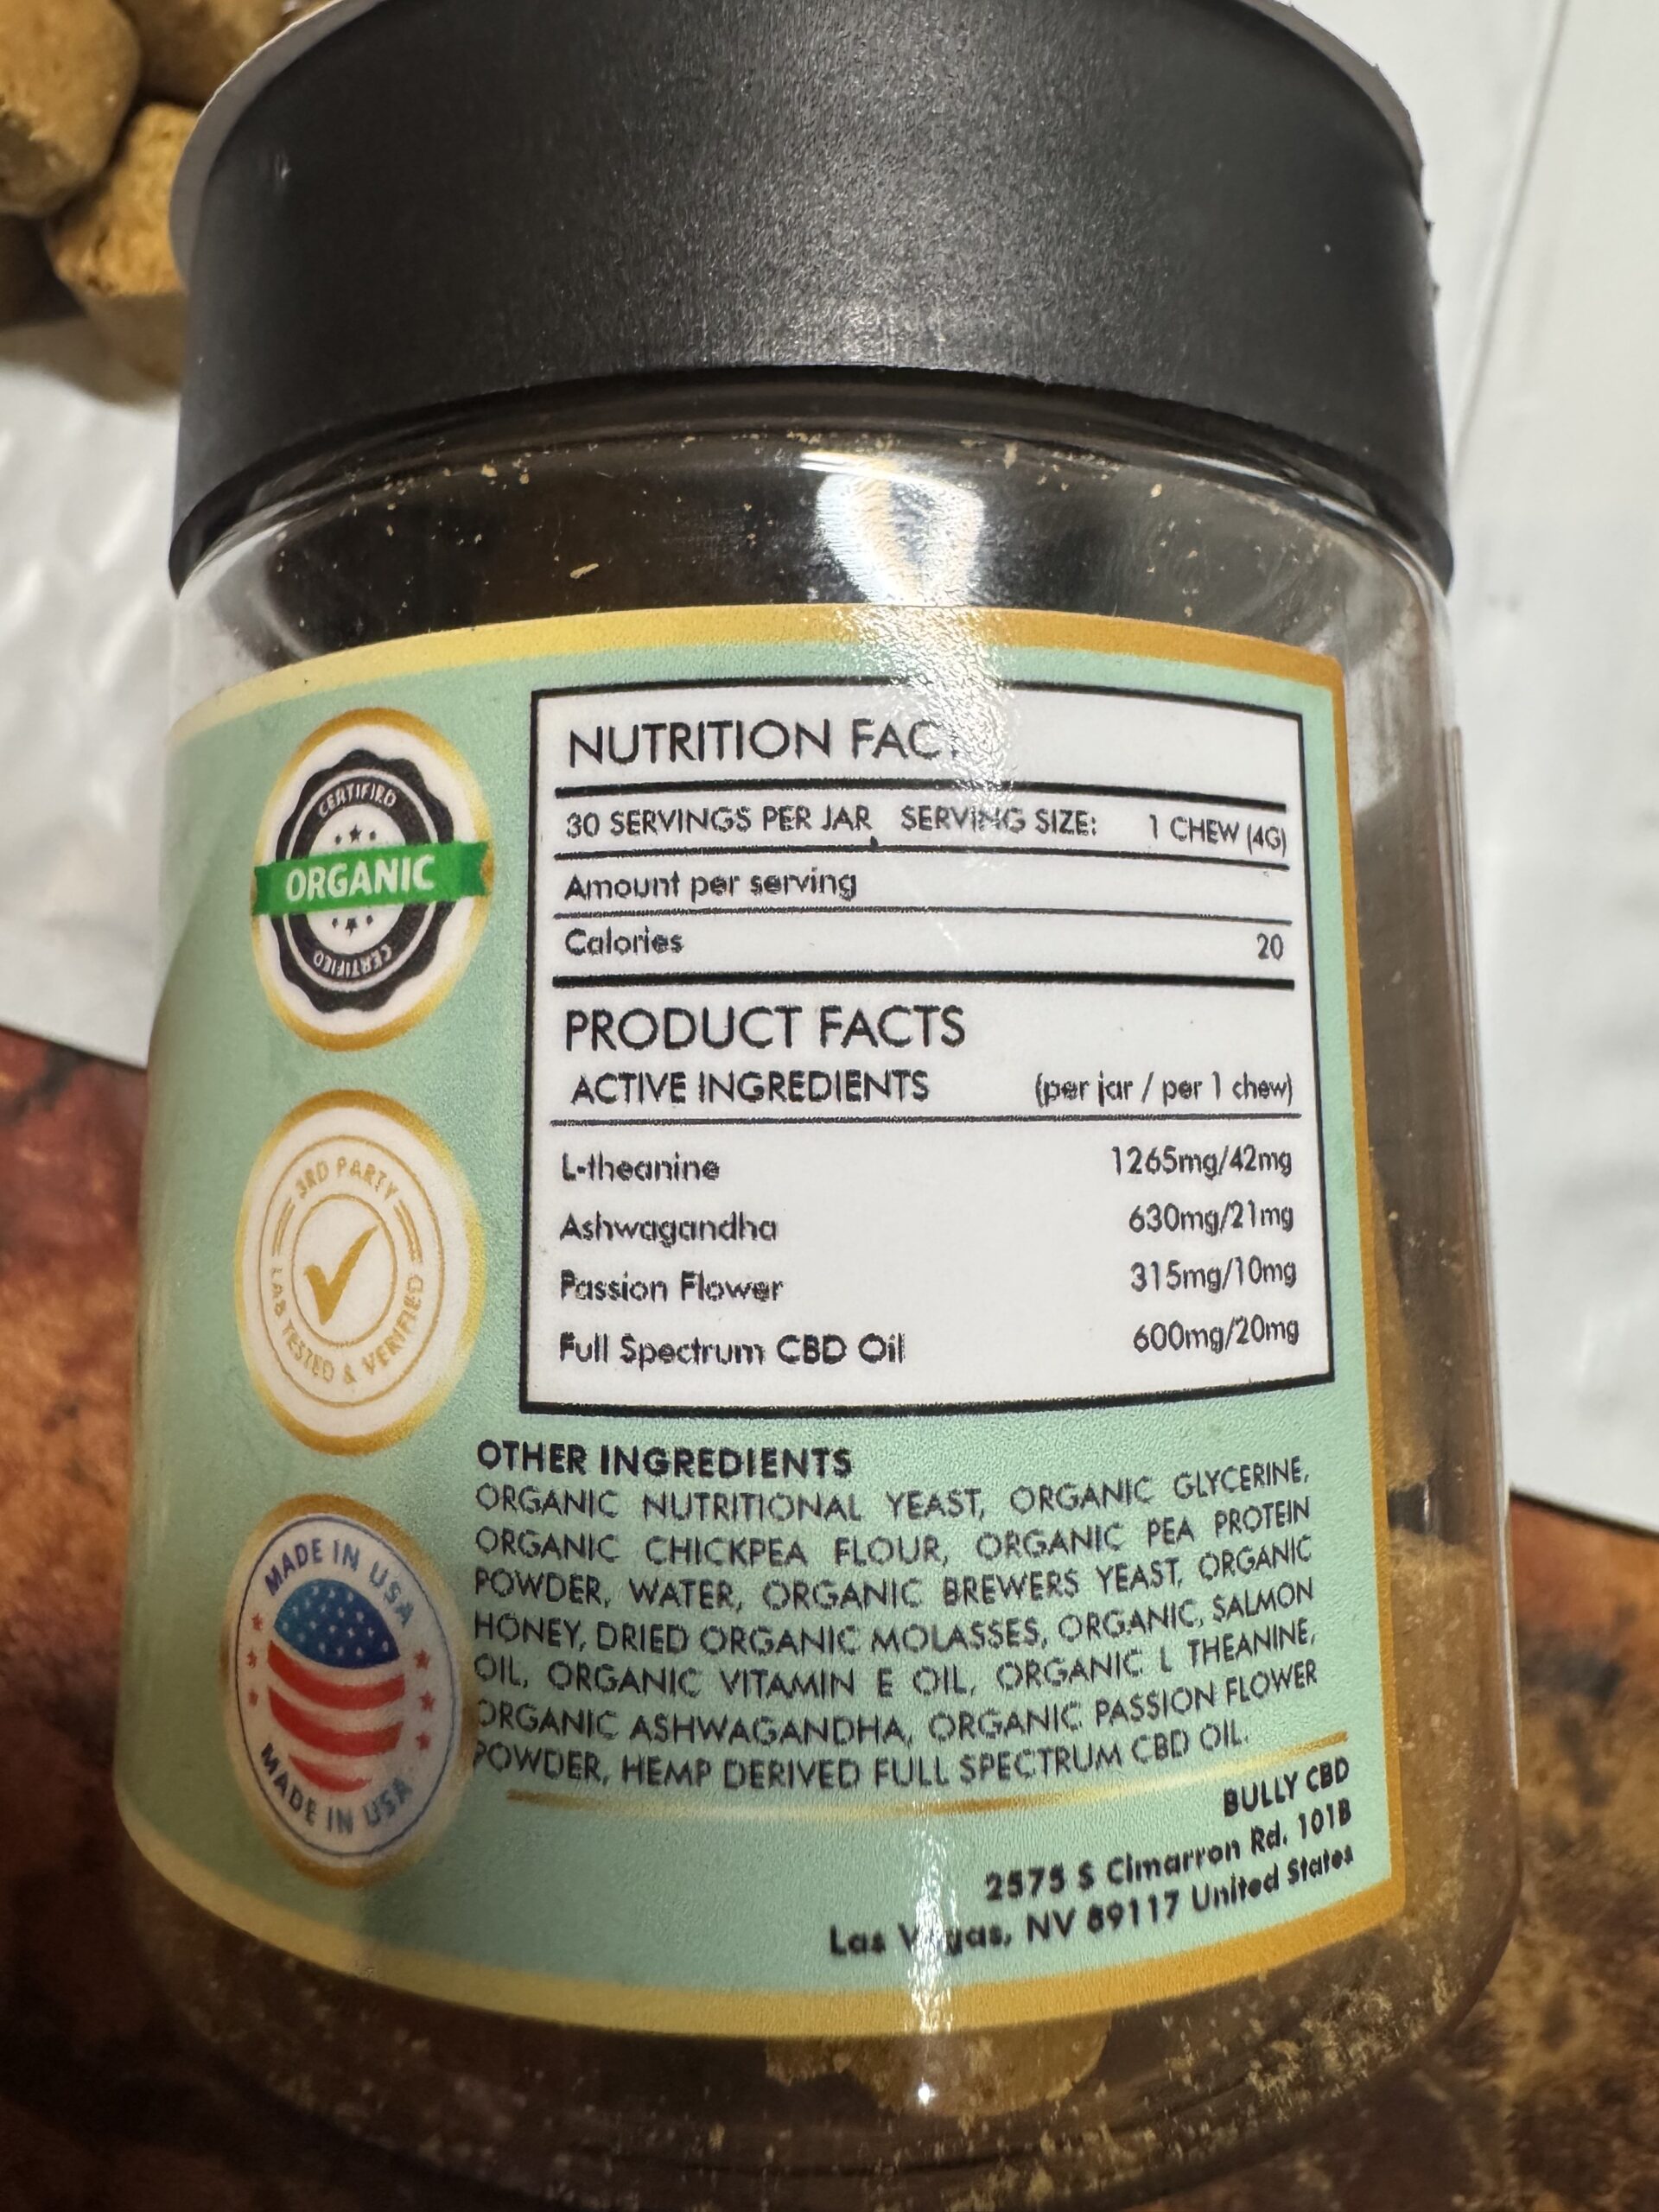 NUTRITION FAC
30 SERVINGS PER JAR, SERVING SIZE: 1 CHEW (4G)
Amount per serving
Calories 20
PRODUCT FACTS
ACTIVE INGREDIENTS (per jar / per 1 chew)
L-theanine 1265mg/42mg
Ashwagandha 630mg/21mg
Passion Flower 315mg/10mg
Full Spectrum CBD Oil 600mg/20mg
OTHER INGREDIENTS
ORGANIC NUTRITIONAL YEAST, ORGANIC GLYCERINE,
ORGANIC CHICKPEA FLOUR, ORGANIC PEA PROTEIN
POWDER, WATER, ORGANIC BREWERS YEAST, ORGANIC
HONEY, DRIED ORGANIC MOLASSES, ORGANIC, SALMON
OIL, ORGANIC VITAMIN E OIL, ORGANIC L THEANINE,
ORGANIC ASHWAGANDHA, ORGANIC PASSION FLOWER
POWDER, HEMP DERIVED FULL SPECTRUM CBD OIL.
BULLY CBD
2575 S Cimarron Rd. 101B
Las Vegas, NV 89117 United States
CERTIFIED
ORGANIC
CERTIFIED
3RD PARTY
LAB TESTED & VERIFIED
MADE IN USA
MADE IN USA